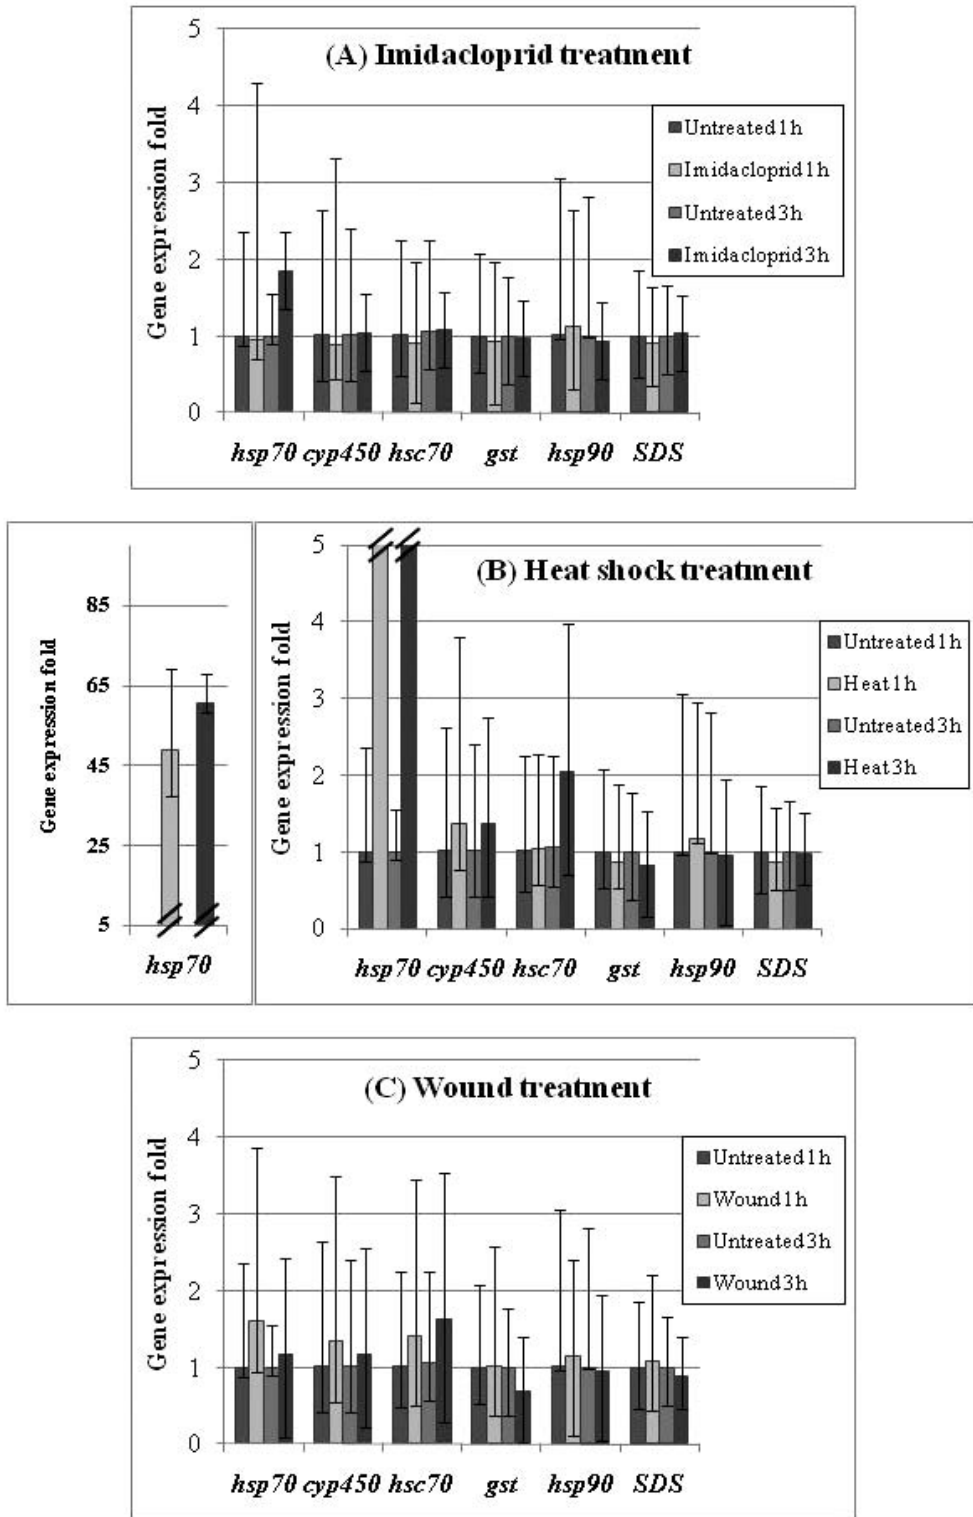 (A) Imidacloprid treatment
Gene expression fold
5
4
3
2
1
0
Untreated1h
Imidacloprid1h
Untreated3h
Imidacloprid3h
hsp70 cyp450 hsc70 gst hsp90 SDS
Gene expression fold
85
65
45
25
5
hsp70
(B) Heat shock treatment
Gene expression fold
5
4
3
2
1
0
Untreated1h
Heat1h
Untreated3h
Heat3h
hsp70 cyp450 hsc70 gst hsp90 SDS
(C) Wound treatment
Gene expression fold
5
4
3
2
1
0
Untreated1h
Wound1h
Untreated3h
Wound3h
hsp70 cyp450 hsc70 gst hsp90 SDS